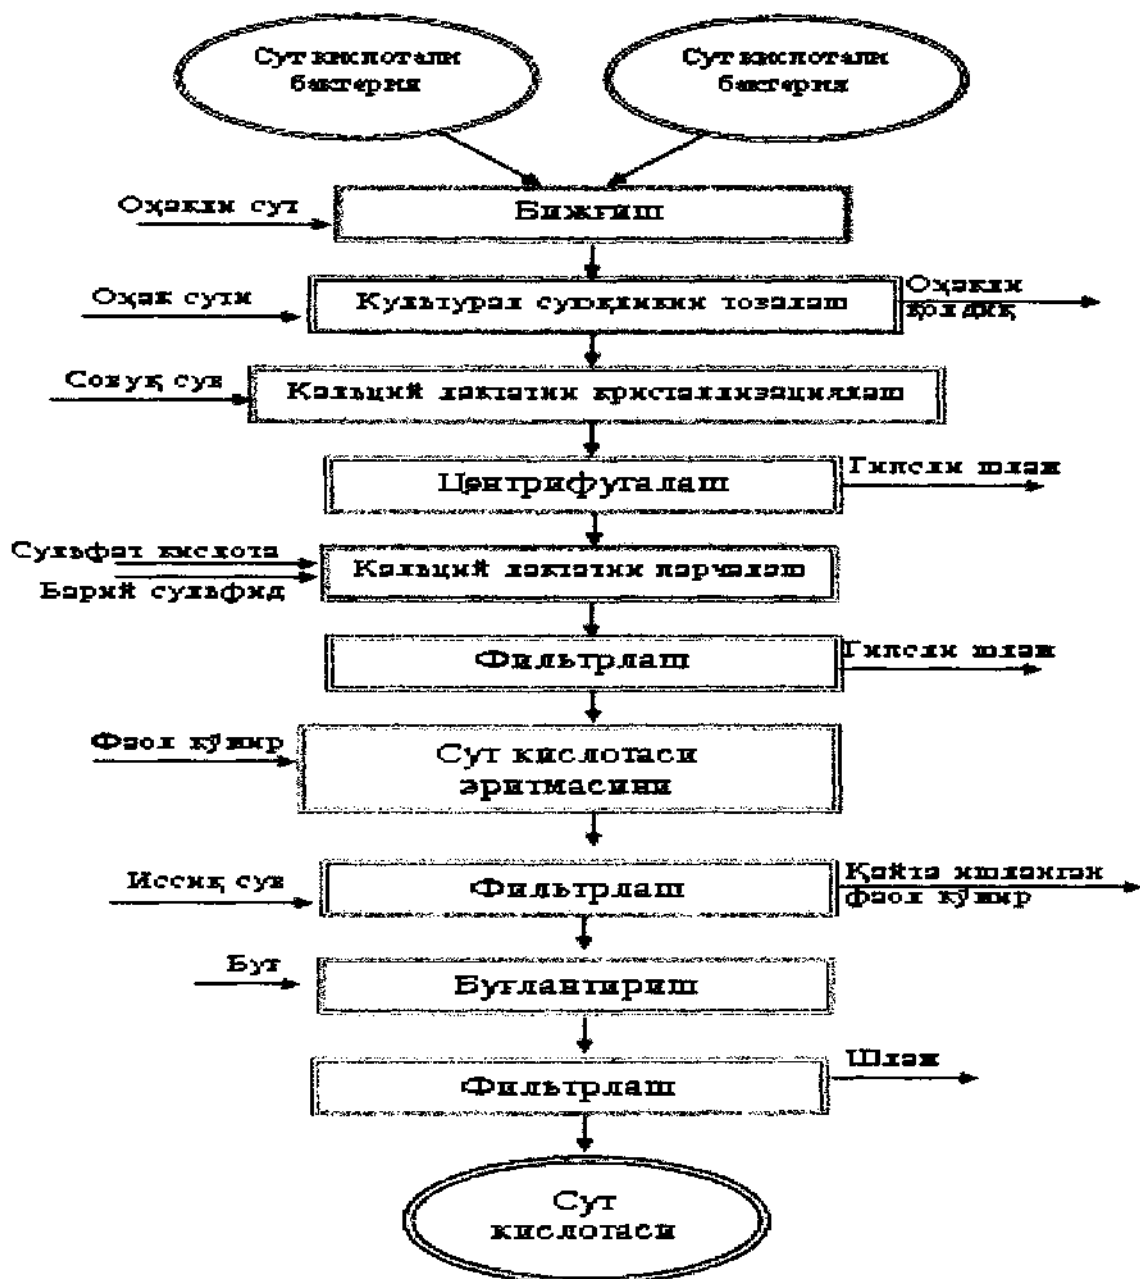 Сут кислотали
бактерия
Сут кислотали
бактерия
Оҳакли сут
Бижғиш
Оҳак сути
Культурал суюқликни тозалаш
Оҳакли
қолдиқ
Совуқ сув
Кальций лактатни кристаллизациялаш
Центрифугалаш
Гипсли шлам
Сульфат кислота
Барий сульфид
Кальций лактатни парчалаш
Фильтрлаш
Гипсли шлам
Фаол кўмир
Сут кислотаси
эритмасини
Иссиқ сув
Фильтрлаш
Қайта ишланган
фаол кўмир
Буғ
Буғлантириш
Фильтрлаш
Шлам
Сут
кислотаси